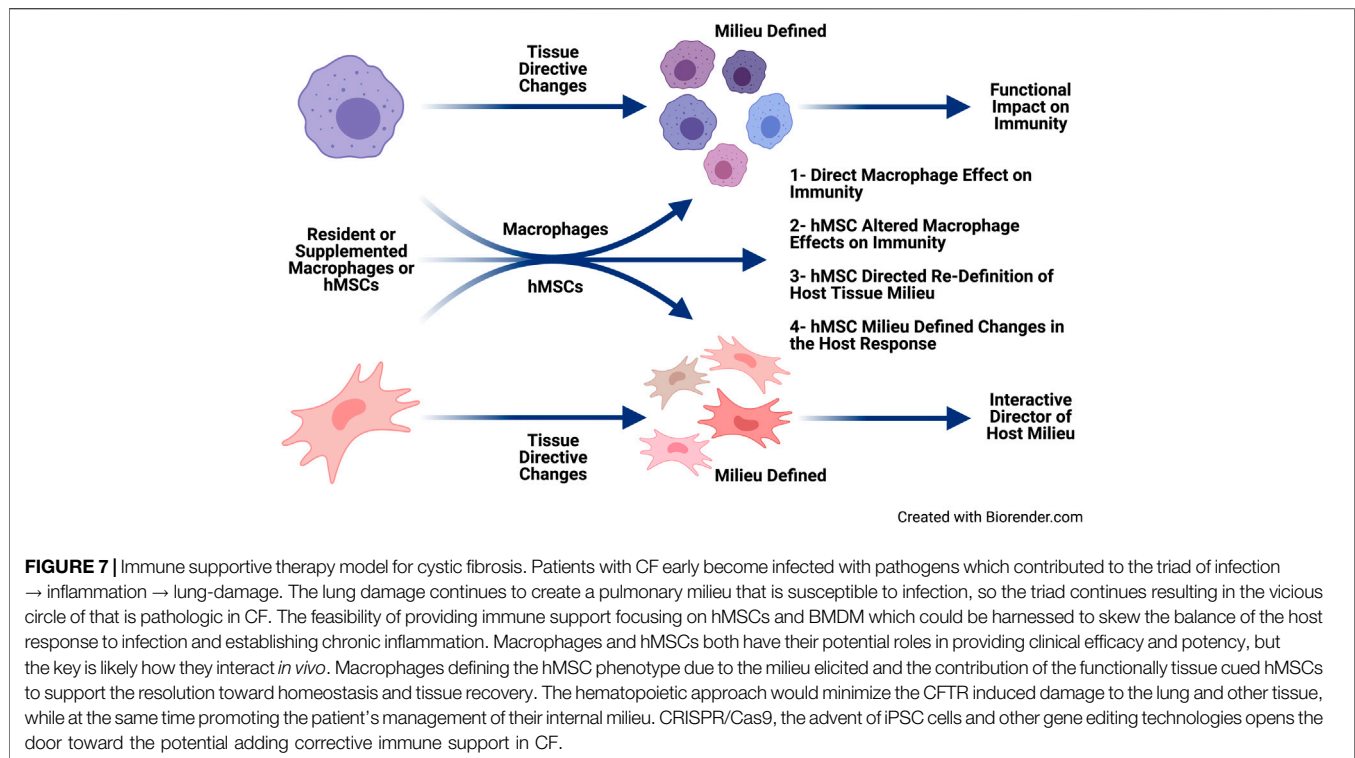 Milieu Defined
Tissue
Directive
Changes
Functional
Impact on
Immunity
1- Direct Macrophage Effect on
Immunity
Resident or
Supplemented
Macrophages or
hMSCs
Macrophages
hMSCs
2- hMSC Altered Macrophage
Effects on Immunity
3- hMSC Directed Re-Definition of
Host Tissue Milieu
4- hMSC Milieu Defined Changes in
the Host Response
Tissue
Directive
Changes
Milieu Defined
Interactive
Director of
Host Milieu
Created with Biorender.com
FIGURE 7 | Immune supportive therapy model for cystic fibrosis. Patients with CF early become infected with pathogens which contributed to the triad of infection
→ inflammation → lung-damage. The lung damage continues to create a pulmonary milieu that is susceptible to infection, so the triad continues resulting in the vicious
circle of that is pathologic in CF. The feasibility of providing immune support focusing on hMSCs and BMDM which could be harnessed to skew the balance of the host
response to infection and establishing chronic inflammation. Macrophages and hMSCs both have their potential roles in providing clinical efficacy and potency, but
the key is likely how they interact in vivo. Macrophages defining the hMSC phenotype due to the milieu elicited and the contribution of the functionally tissue cued hMSCs
to support the resolution toward homeostasis and tissue recovery. The hematopoietic approach would minimize the CFTR induced damage to the lung and other tissue,
while at the same time promoting the patient's management of their internal milieu. CRISPR/Cas9, the advent of iPSC cells and other gene editing technologies opens the
door toward the potential adding corrective immune support in CF.